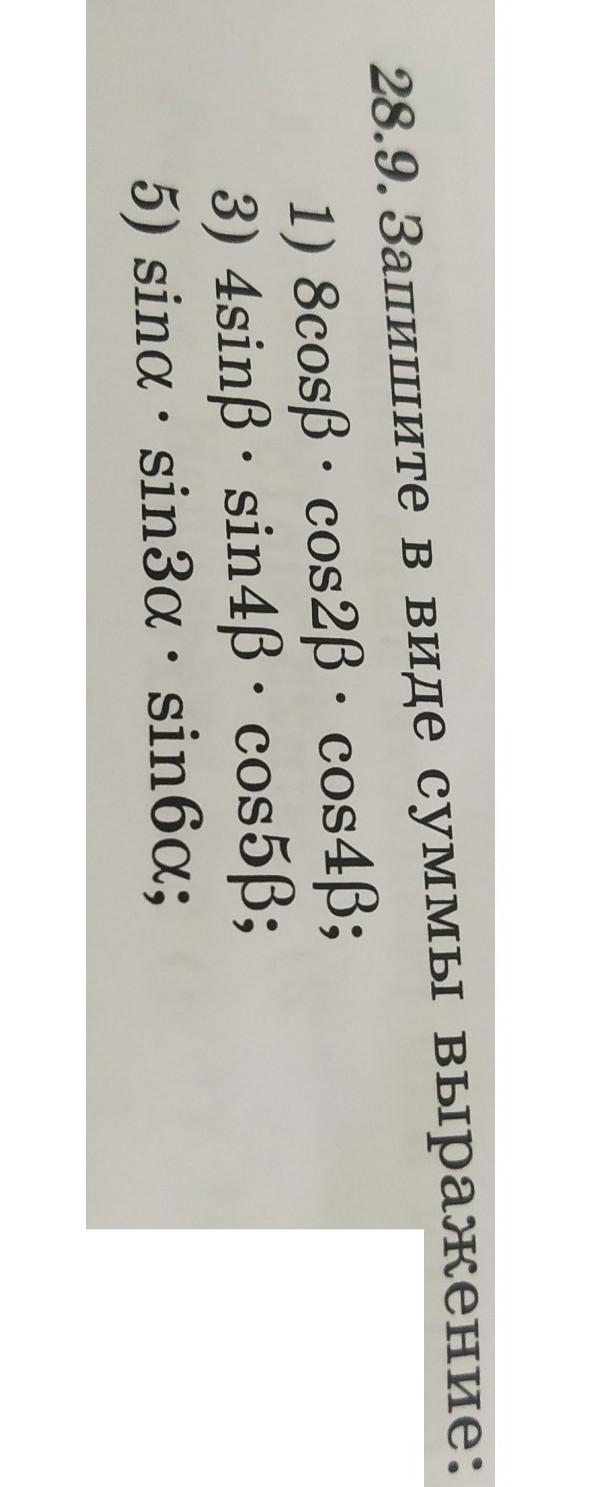 28.9. Запишите в виде суммы выражение:
1) 8cosβ · cos2β · cos4β;
3) 4sinβ · sin4β · cos5β;
5) sinα · sin3α · sin6α;